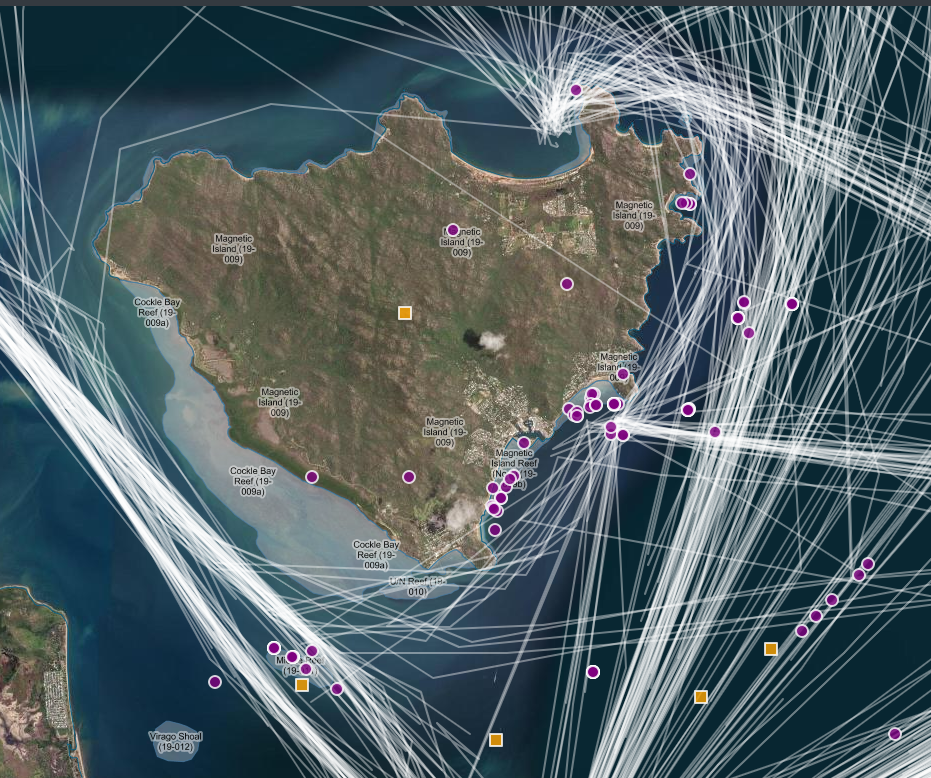 Magnetic
Island (19-
009)
Magnetic
Island (19-
009)
Island (19-
009)
Cockle Bay
Reef (19-
009a)
Magnetic
Island (19-
Magnetic
Island (19-
009)
Magnetic
Island (19-
009)
Magnetic
Island Reef
Cockle Bay
Reef (19-
009a)
Cockle Bay
Reef (19-
009a)
U/N Reef (19-
010)
Virago Shoal
(19-012)